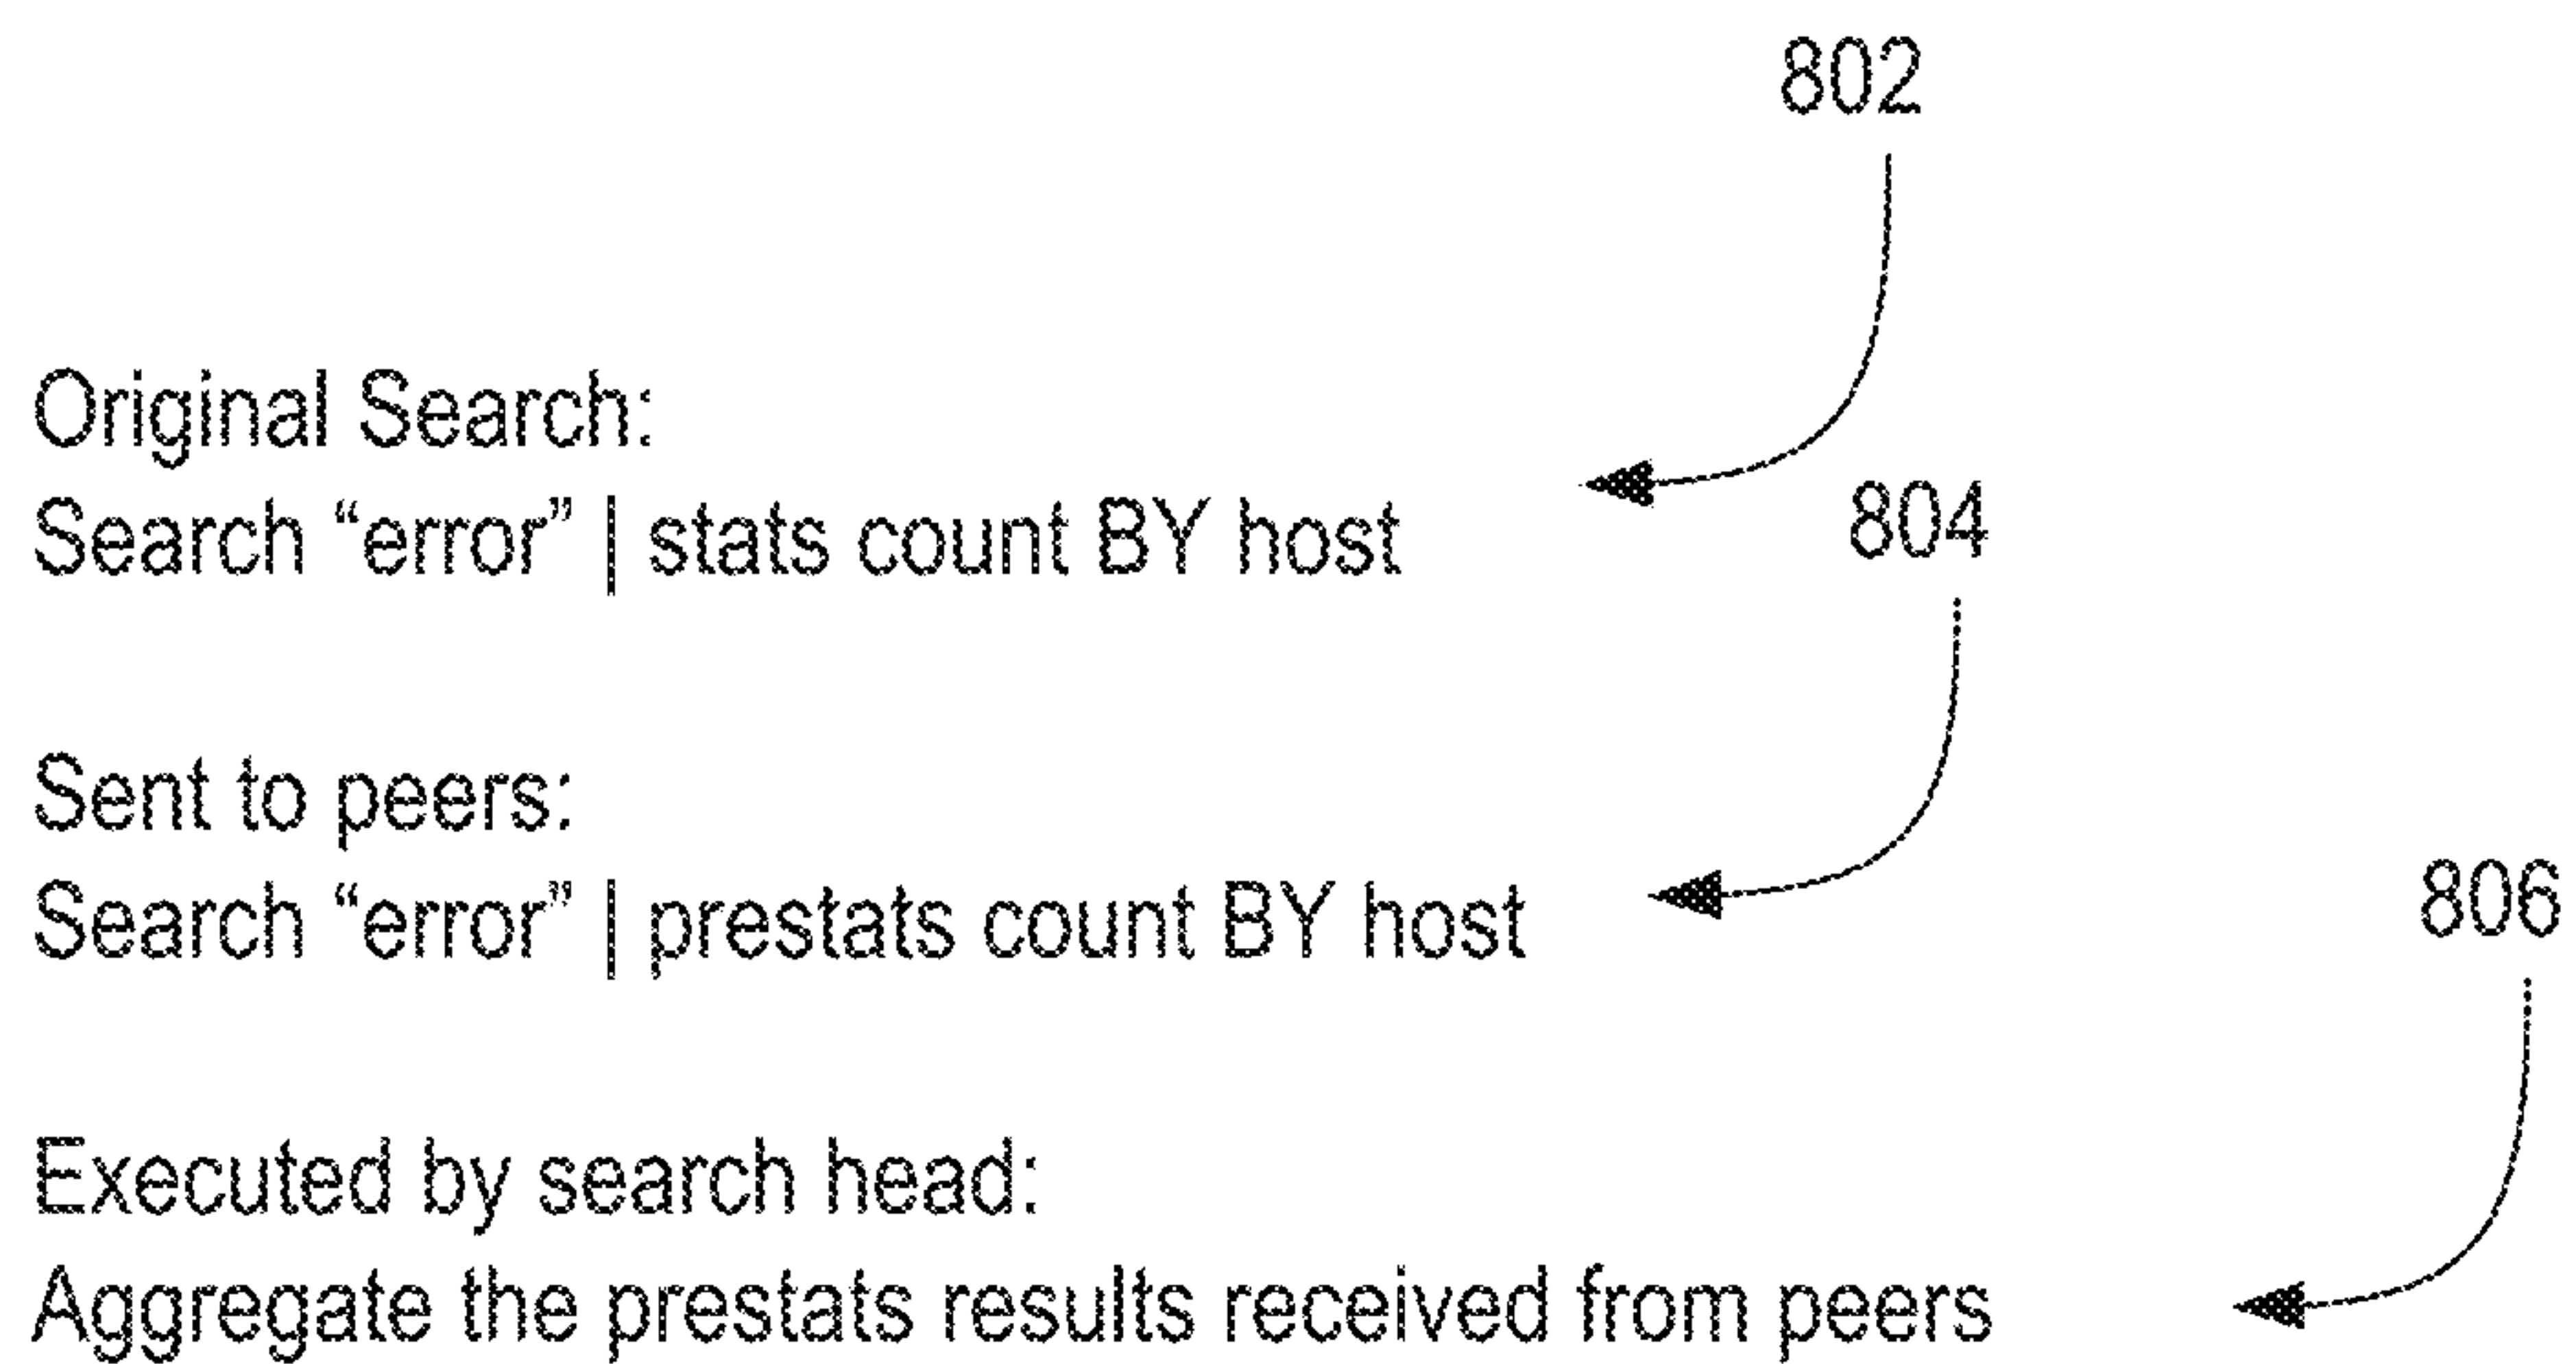 802
Original Search:
Search “error” | stats count BY host
804
Sent to peers:
Search “error” | prestats count BY host
806
Executed by search head:
Aggregate the prestats results received from peers